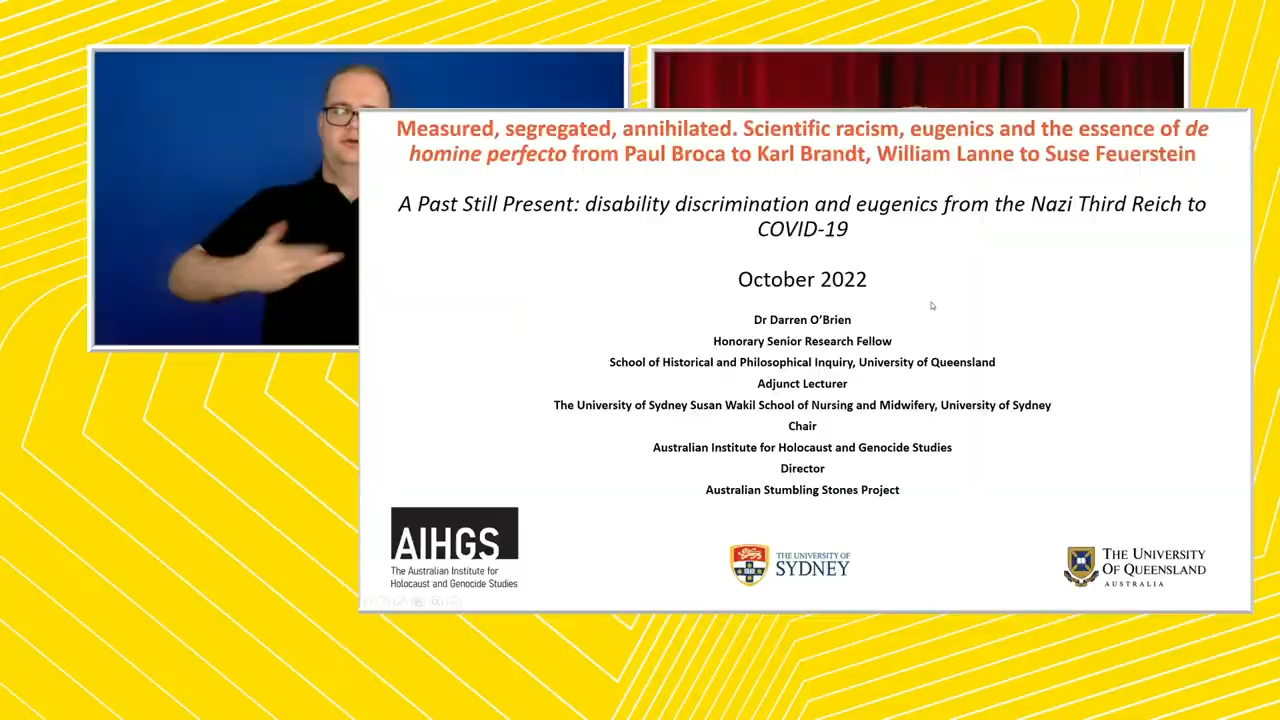 Measured, segregated, annihilated. Scientific racism, eugenics and the essence of de
homine perfecto from Paul Broca to Karl Brandt, William Lanne to Suse Feuerstein
A Past Still Present: disability discrimination and eugenics from the Nazi Third Reich to
COVID-19
October 2022
Dr Darren O’Brien
Honorary Senior Research Fellow
School of Historical and Philosophical Inquiry, University of Queensland
Adjunct Lecturer
The University of Sydney Susan Wakil School of Nursing and Midwifery, University of Sydney
Chair
Australian Institute for Holocaust and Genocide Studies
Director
Australian Stumbling Stones Project
AIHGS
The Australian Institute for
Holocaust and Genocide Studies
THE UNIVERSITY OF
SYDNEY
THE UNIVERSITY
OF QUEENSLAND
AUSTRALIA